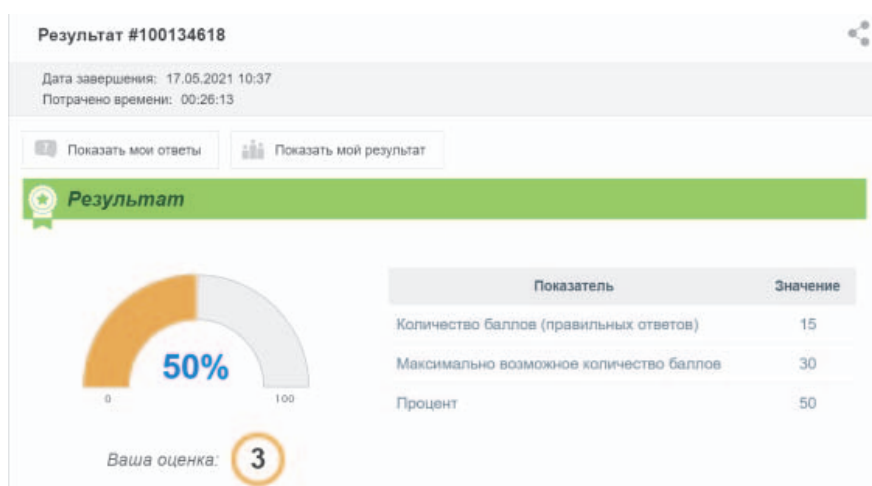 Результат #100134618
Дата завершения: 17.05.2021 10:37
Потрачено времени: 00:26:13
Показать мои ответы Показать мой результат
Результат
Показатель Значение
Количество баллов (правильных ответов) 15
Максимально возможное количество баллов 30
Процент 50
50%
0 100
Ваша оценка: 3